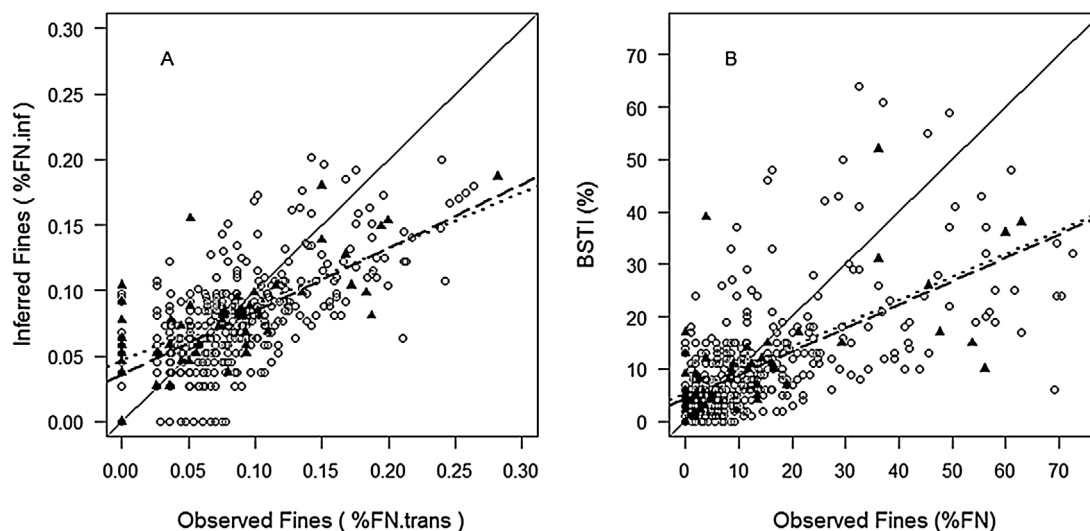 A
0.30
0.25
0.20
0.15
0.10
0.05
0.00
Inferred Fines ( %FN.inf )
0.00 0.05 0.10 0.15 0.20 0.25 0.30
Observed Fines ( %FN.trans )
B
70
60
50
40
30
20
10
0
BSTI (%)
0 10 20 30 40 50 60 70
Observed Fines (%FN)